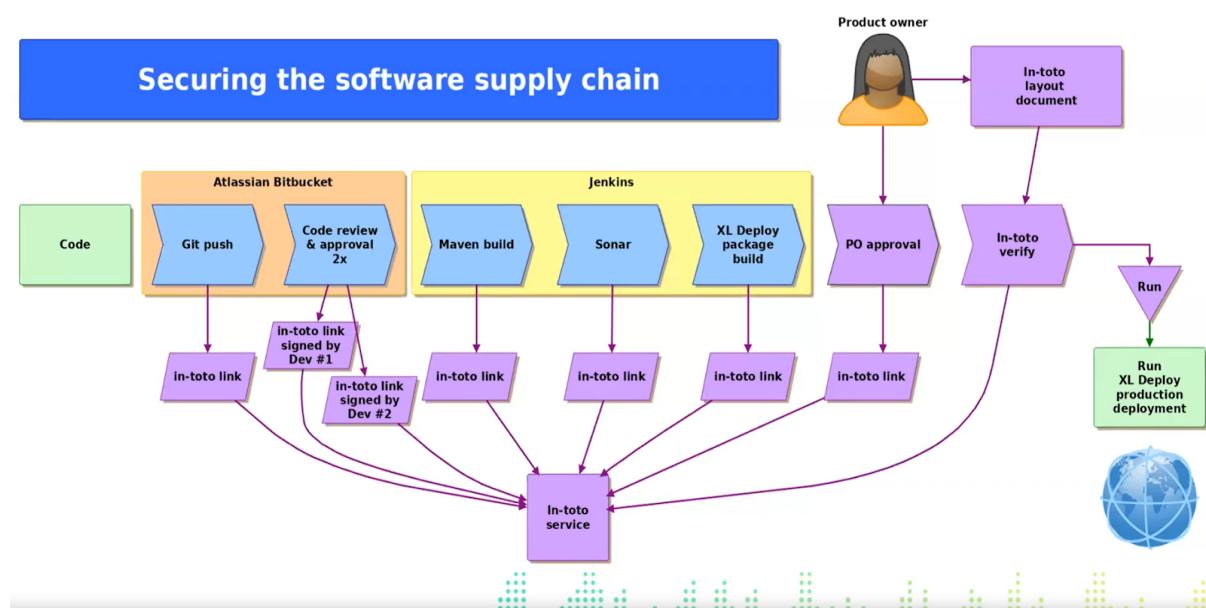 Product owner
Securing the software supply chain
In-toto
layout
document
Atlassian Bitbucket
Jenkins
Code
Git push
Code review
& approval
2x
Maven build
Sonar
XL Deploy
package
build
PO approval
In-toto
verify
Run
in-toto link
signed by
Dev #1
in-toto link
in-toto link
signed by
Dev #2
in-toto link
in-toto link
in-toto link
in-toto link
Run
XL Deploy
production
deployment
In-toto
service